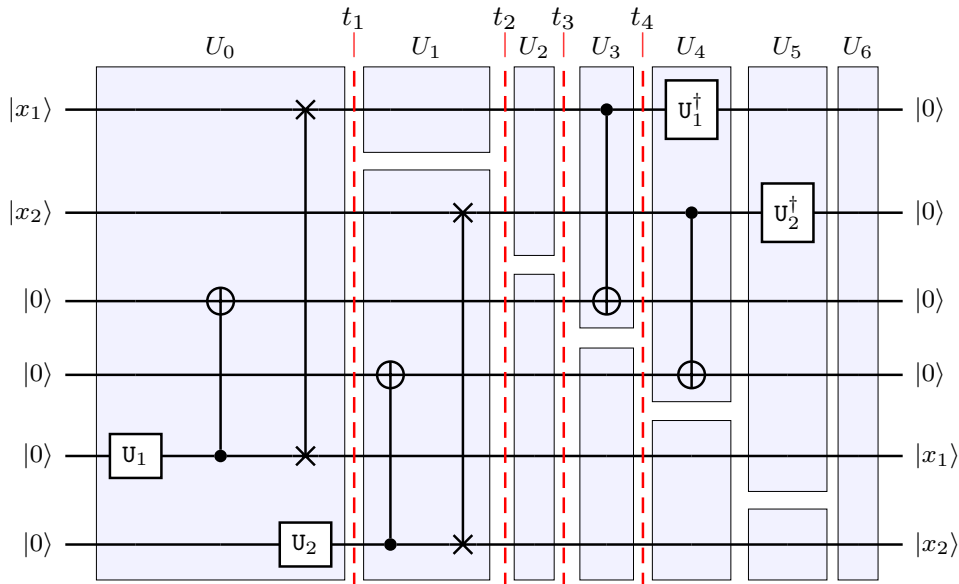 t₁ t₂ t₃ t₄
U₀ U₁ U₂ U₃ U₄ U₅ U₆
|x₁⟩ U₁† |0⟩
|x₂⟩ U₂† |0⟩
|0⟩ |0⟩
|0⟩ |0⟩
|0⟩ U₁ |x₁⟩
|0⟩ U₂ |x₂⟩